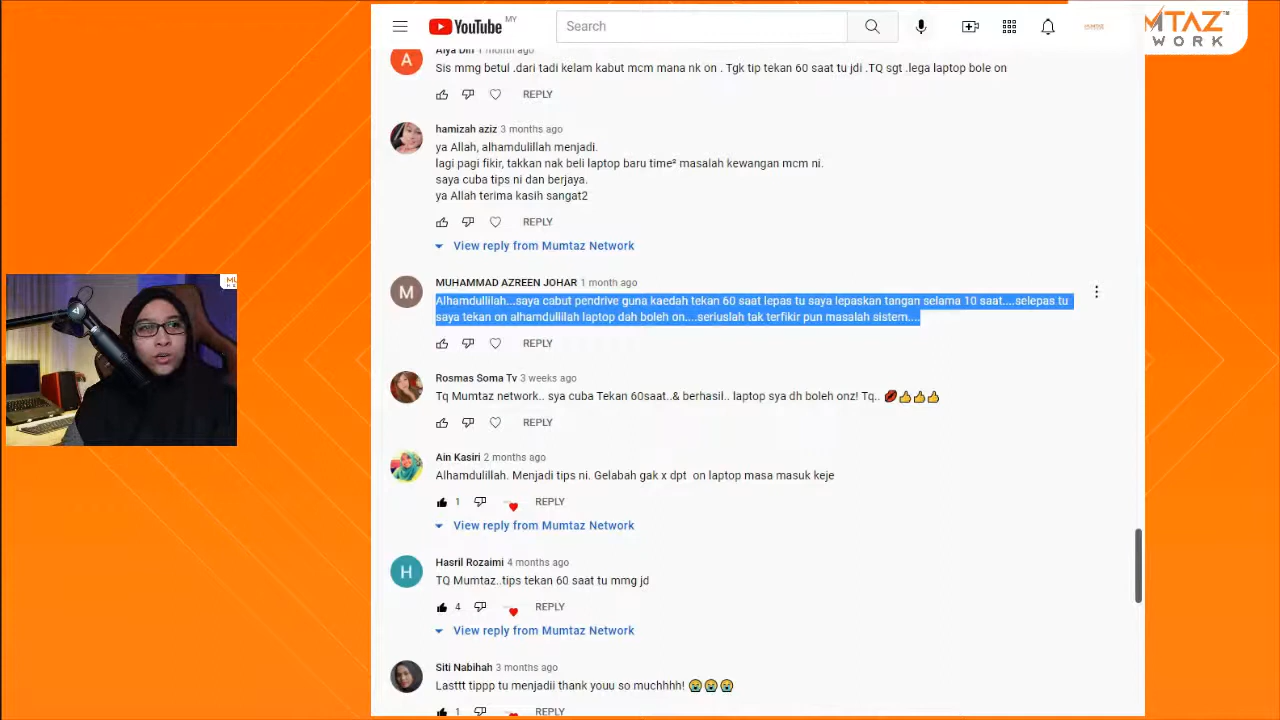 YouTube MY
Search
MTAZ
WORK
Alya Din 1 month ago
Sis mmg betul .dari tadi kelam kabut mcm mana nk on . Tgk tip tekan 60 saat tu jdi .TQ sgt .lega laptop bole on
REPLY
hamizah aziz 3 months ago
ya Allah, alhamdulillah menjadi.
lagi pagi fikir, takkan nak beli laptop baru time² masalah kewangan mcm ni.
saya cuba tips ni dan berjaya.
ya Allah terima kasih sangat2
REPLY
View reply from Mumtaz Network
MUHAMMAD AZREEN JOHAR 1 month ago
Alhamdullilah...saya cabut pendrive guna kaedah tekan 60 saat lepas tu saya lepaskan tangan selama 10 saat....selepas tu
saya tekan on alhamdullilah laptop dah boleh on....seriuslah tak terfikir pun masalah sistem....
REPLY
Rosmas Soma Tv 3 weeks ago
Tq Mumtaz network.. sya cuba Tekan 60saat..& berhasil.. laptop sya dh boleh onz! Tq.. 💋👍👍👍
REPLY
Ain Kasiri 2 months ago
Alhamdulillah. Menjadi tips ni. Gelabah gak x dpt on laptop masa masuk keje
1 REPLY
View reply from Mumtaz Network
Hasril Rozaimi 4 months ago
TQ Mumtaz..tips tekan 60 saat tu mmg jd
4 REPLY
View reply from Mumtaz Network
Siti Nabihah 3 months ago
Lasttt tippp tu menjadii thank youu so muchhhh! 😭😭😭
1 REPLY